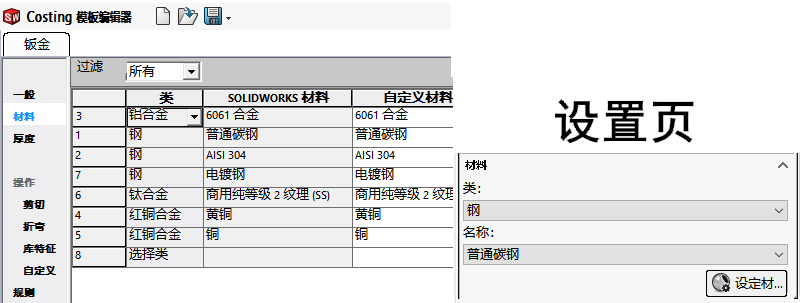 Costing 模板编辑器
钣金
过滤 所有
一般
材料
厚度
操作
剪切
折弯
库特征
自定义
规则
类 SOLIDWORKS 材料 自定义材料
3 铝合金 6061 合金 6061 合金
1 钢 普通碳钢 普通碳钢
2 钢 AISI 304 AISI 304
7 钢 电镀钢 电镀钢
6 钛合金 商用纯等级 2 纹理 (SS) 商用纯等级 2 纹理 (S
4 红铜合金 黄铜 黄铜
5 红铜合金 铜 铜
8 选择类
设置页
材料
类:
钢
名称:
普通碳钢
设定材...